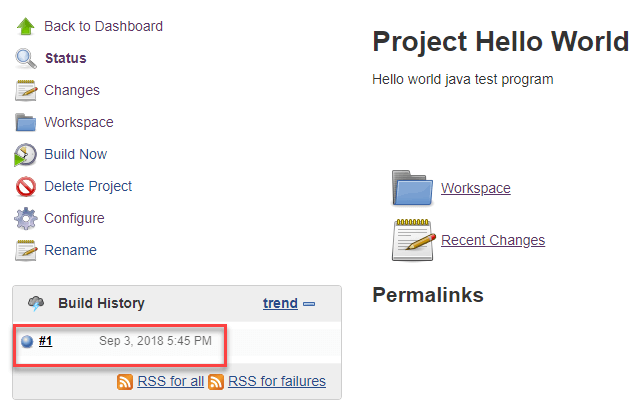 Back to Dashboard
Status
Changes
Workspace
Build Now
Delete Project
Configure
Rename
Build History trend
#1 Sep 3, 2018 5:45 PM
RSS for all RSS for failures
Project Hello World
Hello world java test program
Workspace
Recent Changes
Permalinks